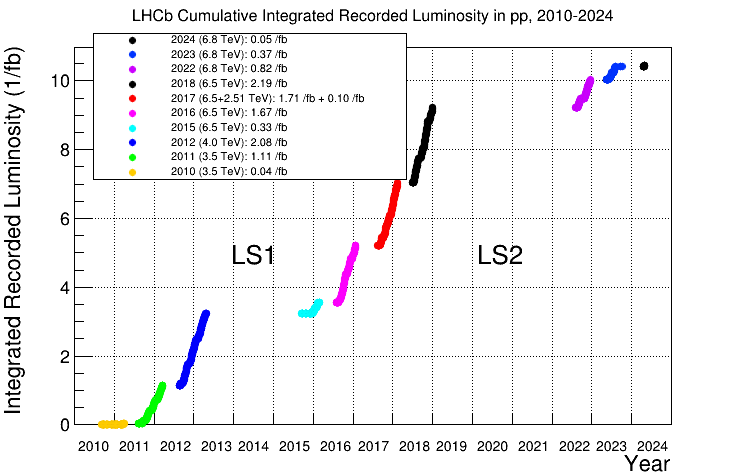 LHCb Cumulative Integrated Recorded Luminosity in pp, 2010-2024
2024 (6.8 TeV): 0.05 /fb
2023 (6.8 TeV): 0.37 /fb
2022 (6.8 TeV): 0.82 /fb
2018 (6.5 TeV): 2.19 /fb
2017 (6.5+2.51 TeV): 1.71 /fb + 0.10 /fb
2016 (6.5 TeV): 1.67 /fb
2015 (6.5 TeV): 0.33 /fb
2012 (4.0 TeV): 2.08 /fb
2011 (3.5 TeV): 1.11 /fb
2010 (3.5 TeV): 0.04 /fb
Integrated Recorded Luminosity (1/fb)
10
8
6
4
2
0
LS1 LS2
2010 2011 2012 2013 2014 2015 2016 2017 2018 2019 2020 2021 2022 2023 2024
Year